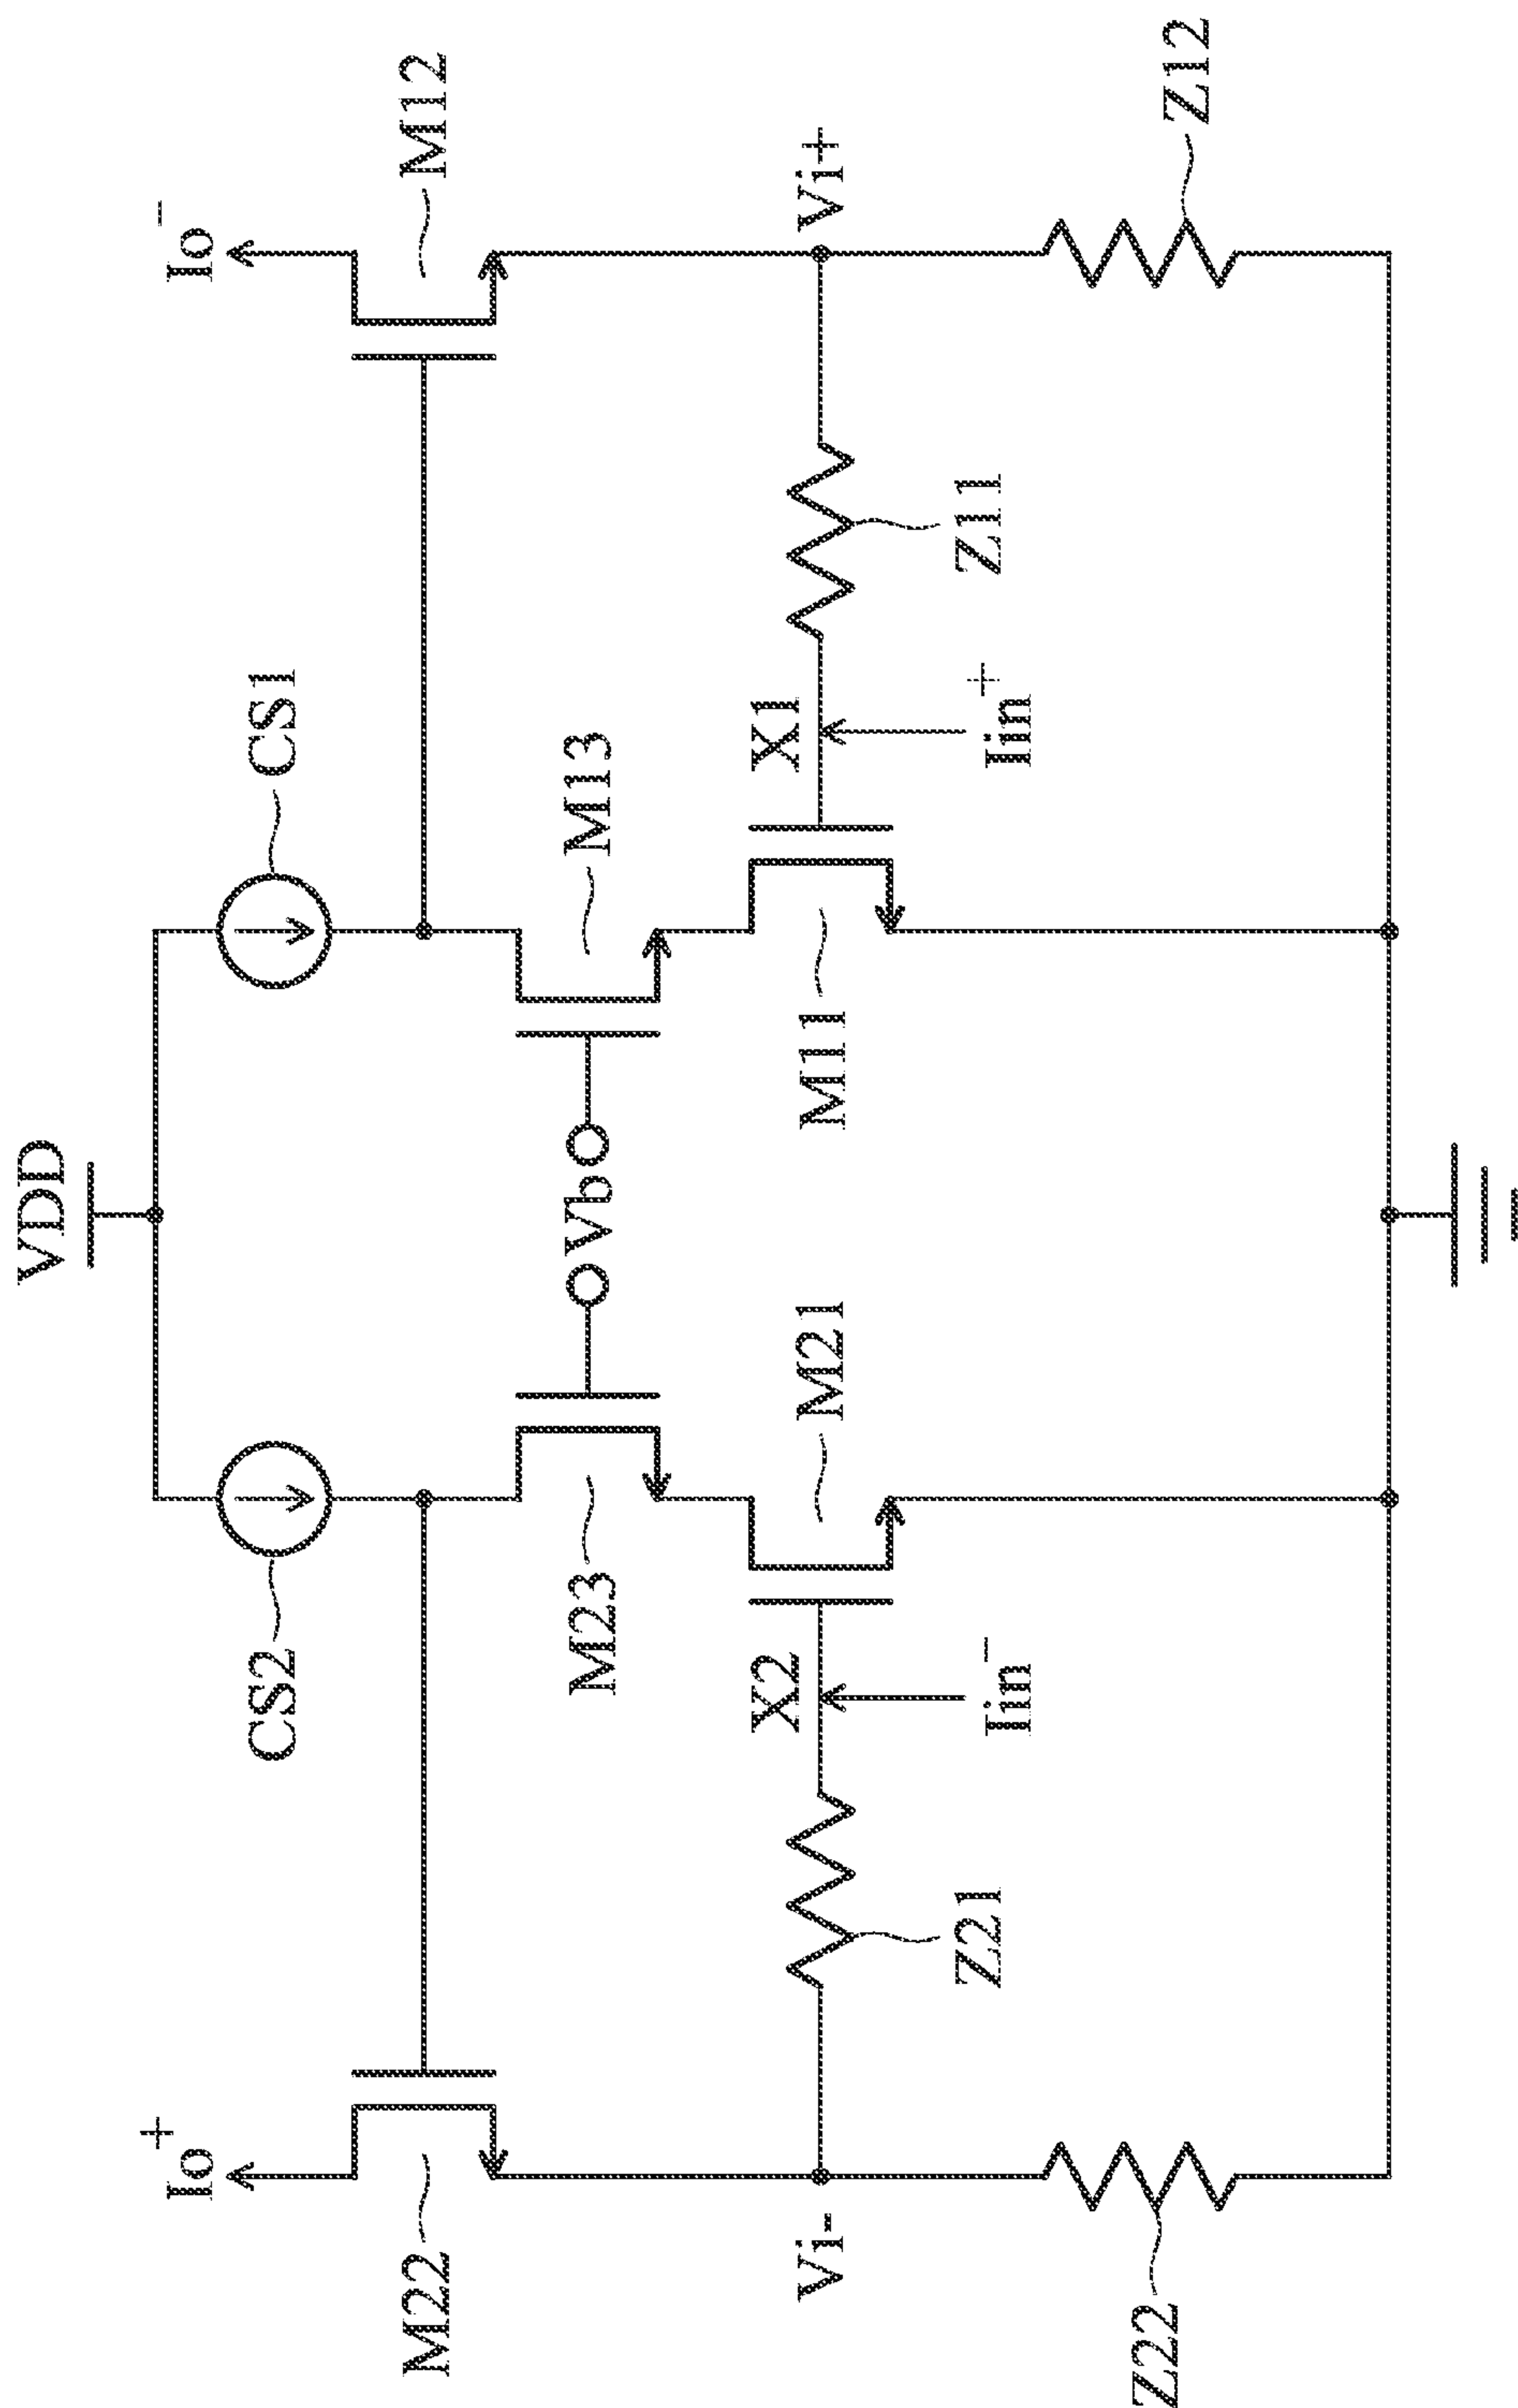 VDD
CS2
CS1
Io+
Io-
M22
M12
M23
Vb
M13
X2
X1
M21
M11
Vi-
Vi+
Iin-
Iin+
Z21
Z11
Z22
Z12